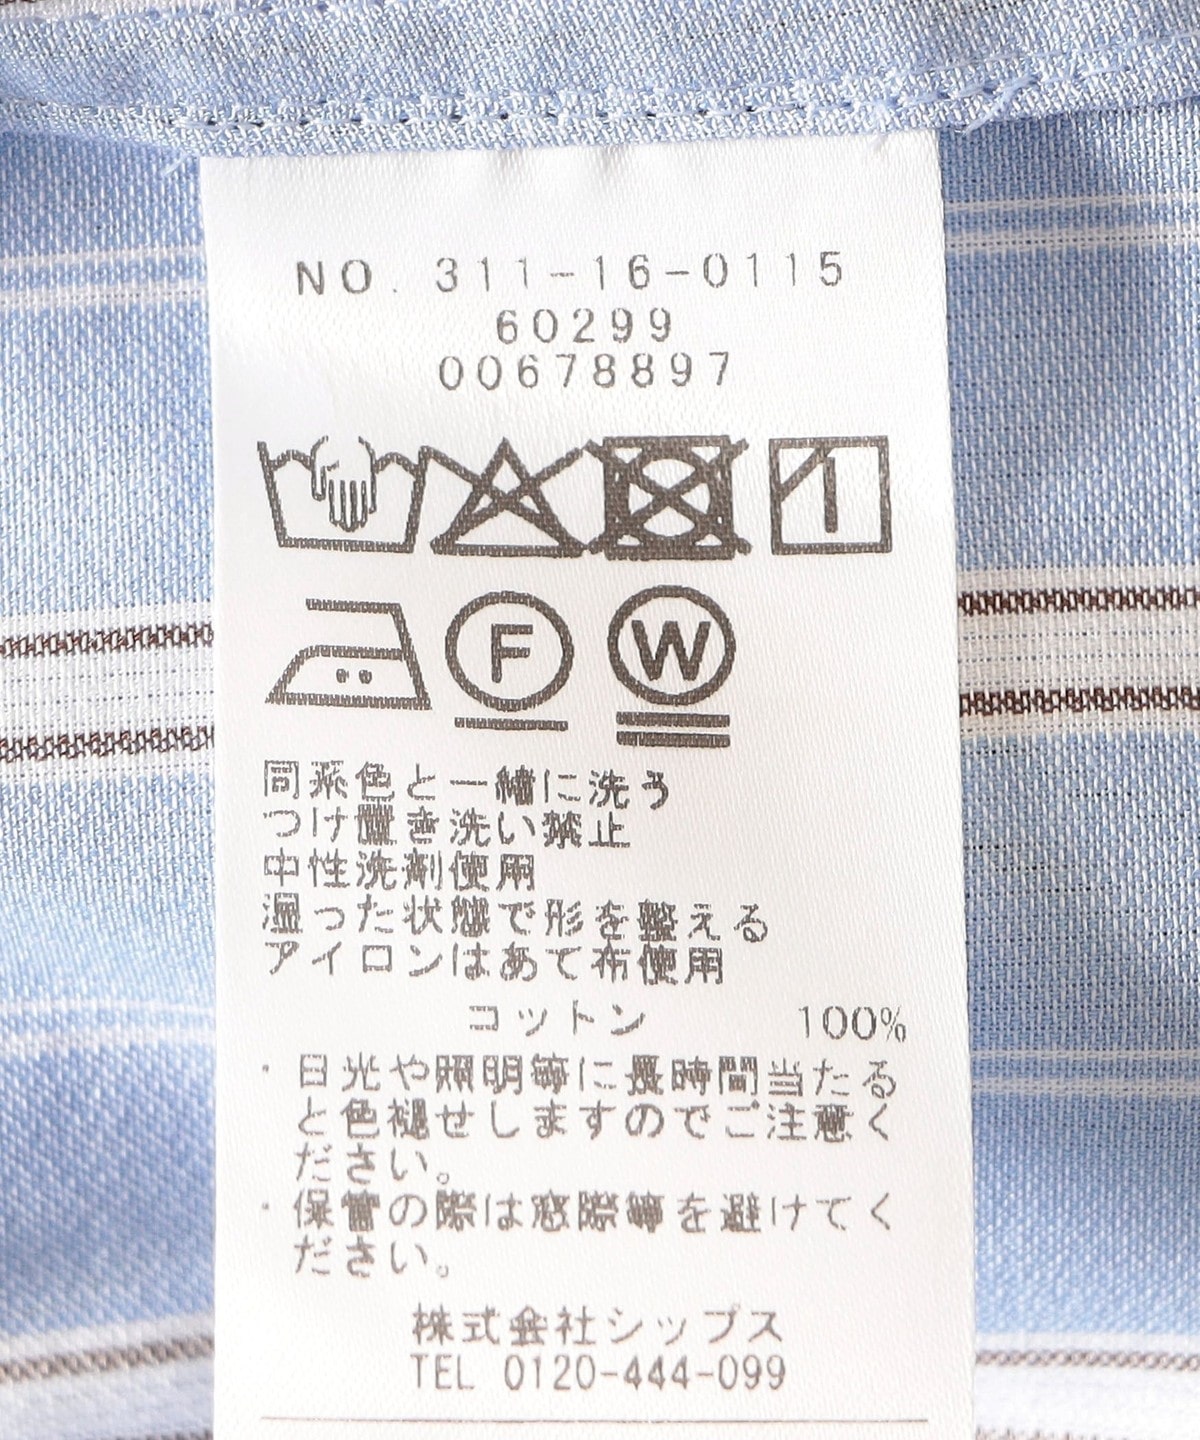 NO. 311-16-0115
60299
00678897
F
W
同系色と一緒に洗う
つけ置き洗い禁止
中性洗剤使用
湿った状態で形を整える
アイロンはあて布使用
コットン 100%
・日光や照明等に長時間当たる
と色褪せしますのでご注意く
ださい。
・保管の際は窓際等を避けてく
ださい。
株式会社シップス
TEL 0120-444-099